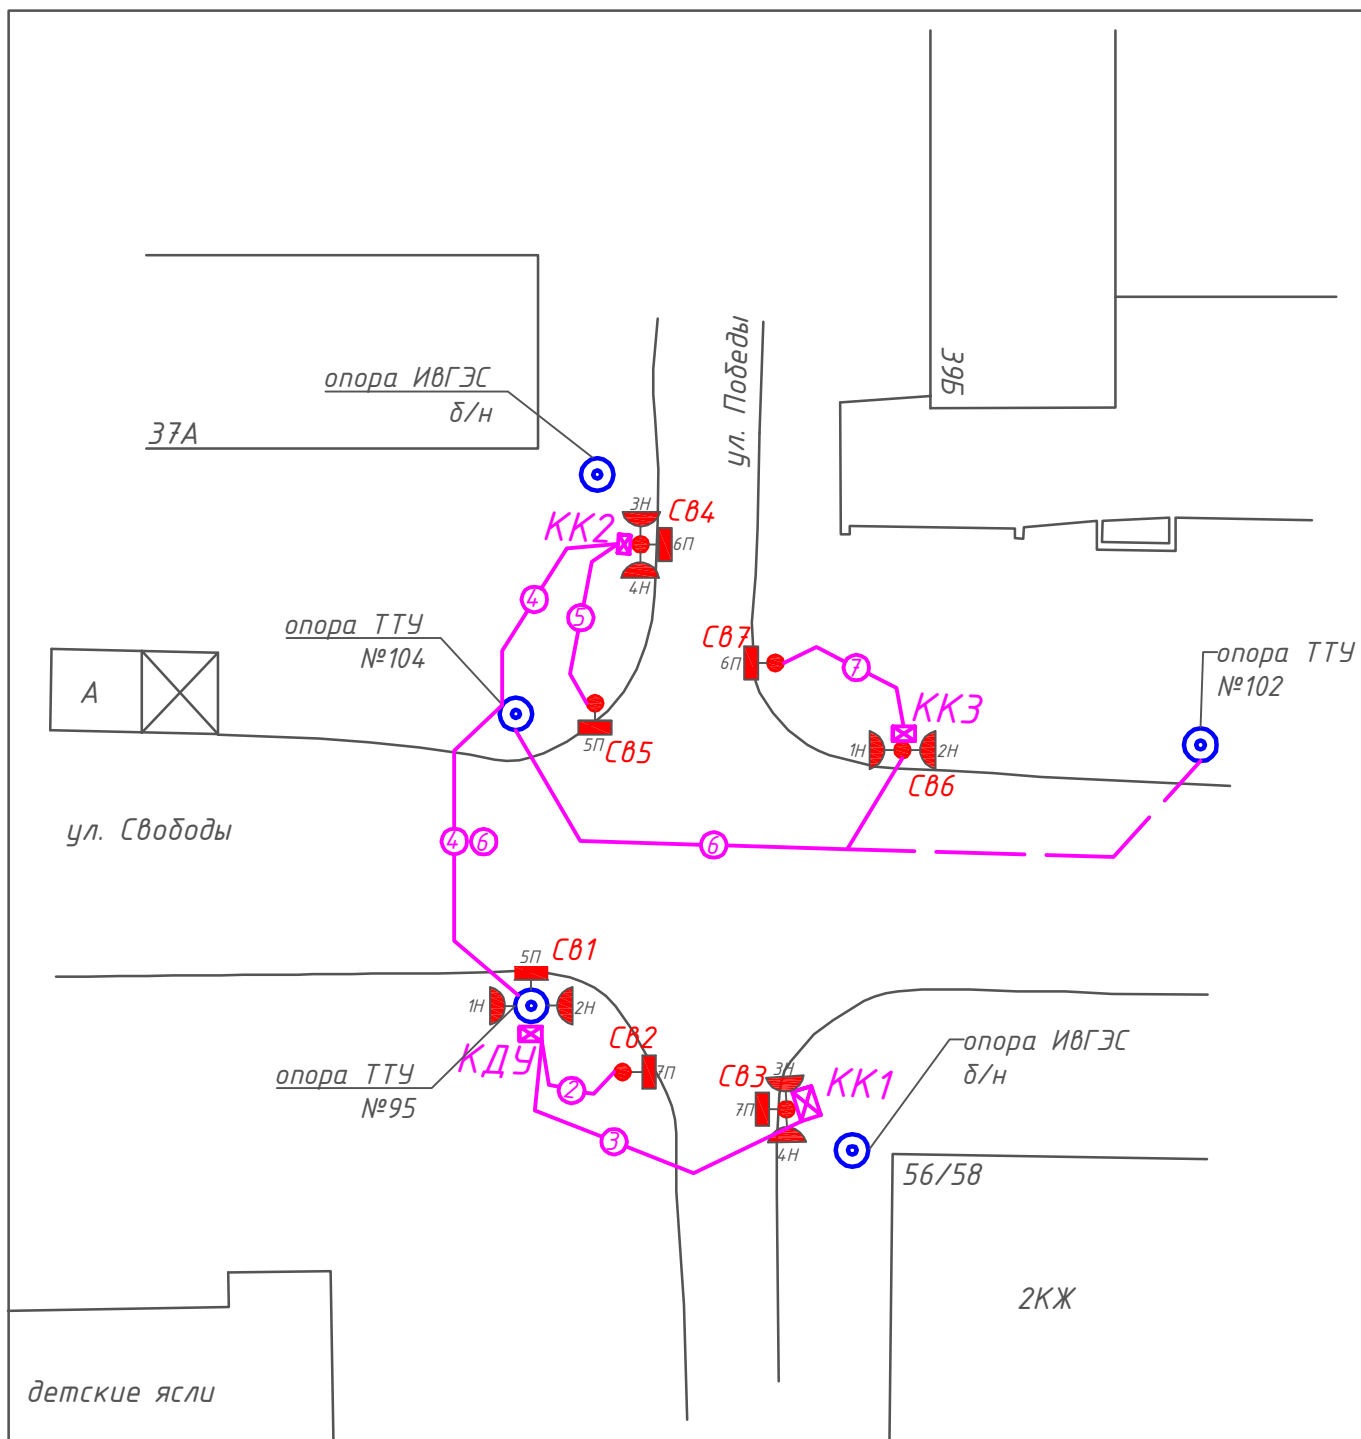 39Б
ул. Победы
опора ИвГЭС
б/н
37А
3Н
Св4
КК2
6П
4Н
4
5
опора ТТУ
№104
Св7
6П
7
опора ТТУ
№102
А
КК3
5П
Св5
1Н
2Н
Св6
ул. Свободы
4
6
6
5П
Св1
1Н
2Н
КДУ
Св2
7П
опора ТТУ
№95
2
3
Св3
3Н
7П
4Н
КК1
опора ИвГЭС
б/н
56/58
2КЖ
детские ясли